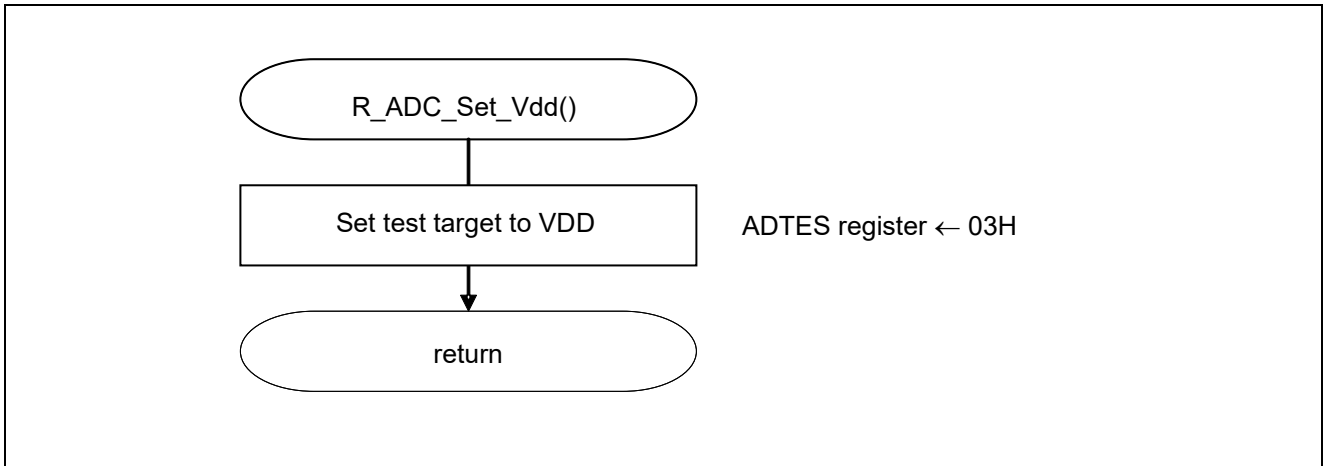 R_ADC_Set_Vdd()
Set test target to VDD
ADTES register ← 03H
return